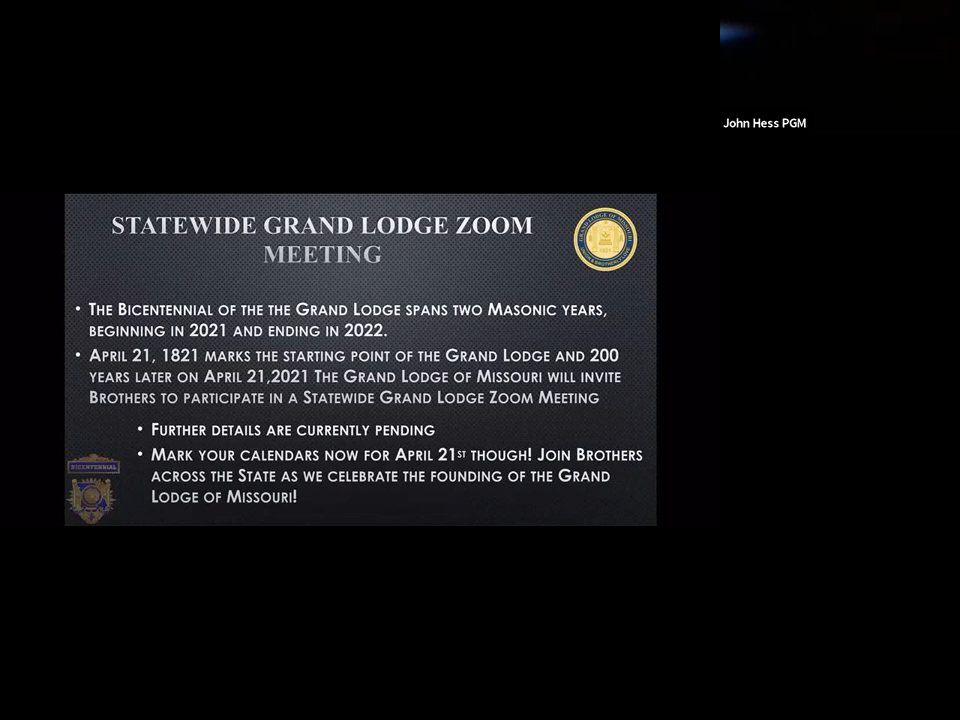 John Hess PGM
STATEWIDE GRAND LODGE ZOOM
MEETING
GRAND LODGE OF MISSOURI
• THE BICENTENNIAL OF THE THE GRAND LODGE SPANS TWO MASONIC YEARS,
BEGINNING IN 2021 AND ENDING IN 2022.
• APRIL 21, 1821 MARKS THE STARTING POINT OF THE GRAND LODGE AND 200
YEARS LATER ON APRIL 21,2021 THE GRAND LODGE OF MISSOURI WILL INVITE
BROTHERS TO PARTICIPATE IN A STATEWIDE GRAND LODGE ZOOM MEETING
• FURTHER DETAILS ARE CURRENTLY PENDING
• MARK YOUR CALENDARS NOW FOR APRIL 21ST THOUGH! JOIN BROTHERS
ACROSS THE STATE AS WE CELEBRATE THE FOUNDING OF THE GRAND
LODGE OF MISSOURI!
BICENTENNIAL